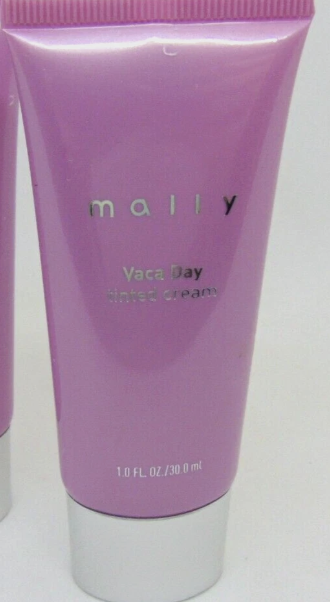 mally
Vaca Day
tinted cream
1.0 FL. OZ./30.0 ml